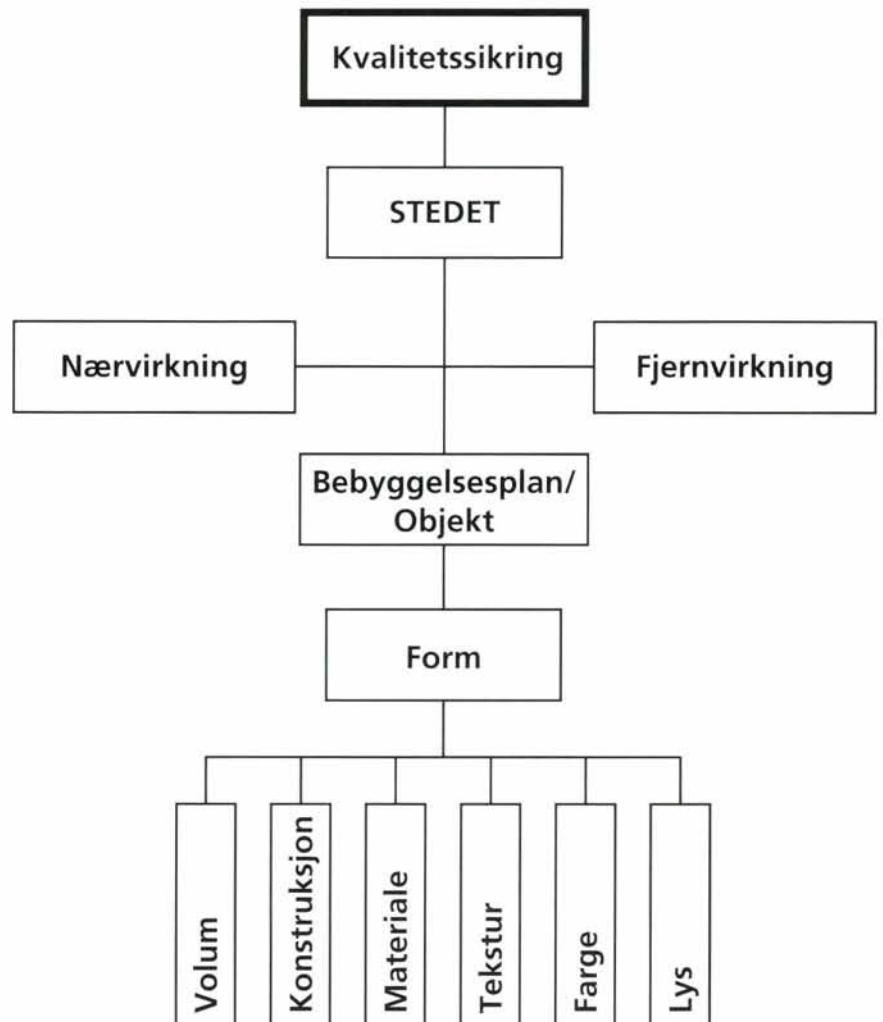 Kvalitetssikring
STEDET
Nærvirkning
Fjernvirkning
Bebyggelsesplan/
Objekt
Form
Volum
Konstruksjon
Materiale
Tekstur
Farge
Lys